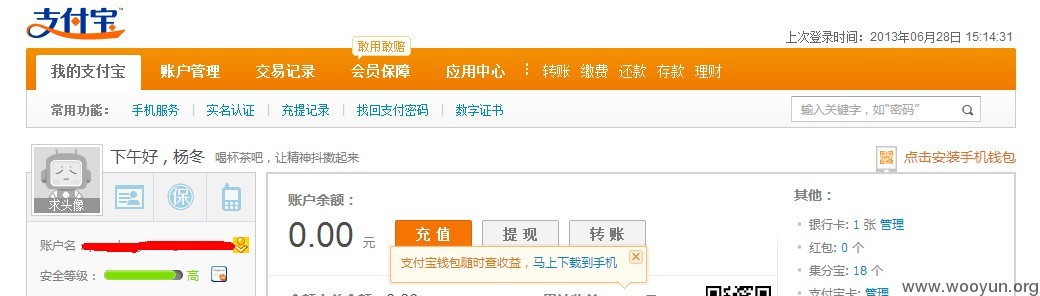 支付宝
上次登录时间：2013年06月28日 15:14:31
敢用敢赔
我的支付宝 账户管理 交易记录 会员保障 应用中心 转账 缴费 还款 存款 理财
常用功能： 手机服务 实名认证 充提记录 找回支付密码 数字证书 输入关键字，如“密码”
下午好，杨冬 喝杯茶吧，让精神抖擞起来 点击安装手机钱包
求头像
保
账户名
安全等级： 高
账户余额：
0.00 元 充 值 提 现 转 账
支付宝钱包随时查收益，马上下载到手机
其他：
银行卡: 1 张 管理
红包: 0 个
集分宝: 18 个
支付宝卡: 管理
www.wooyun.org